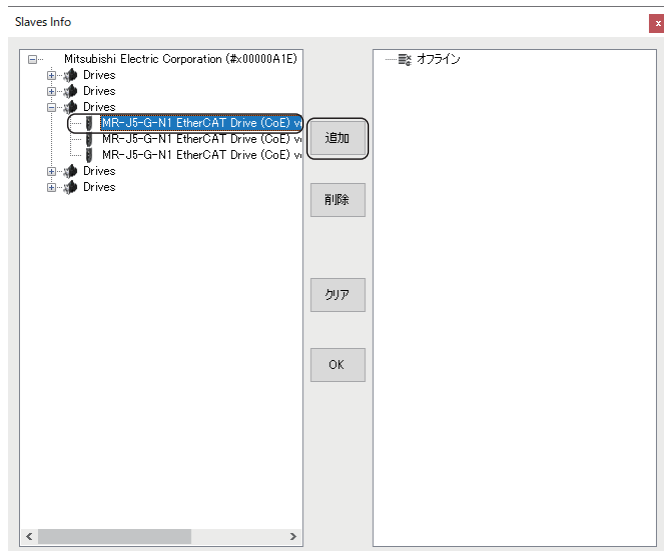 Slaves Info
Mitsubishi Electric Corporation (#x00000A1E)
Drives
Drives
Drives
MR-J5-G-N1 EtherCAT Drive (CoE)
MR-J5-G-N1 EtherCAT Drive (CoE)
MR-J5-G-N1 EtherCAT Drive (CoE)
Drives
Drives
追加
削除
クリア
OK
オフライン